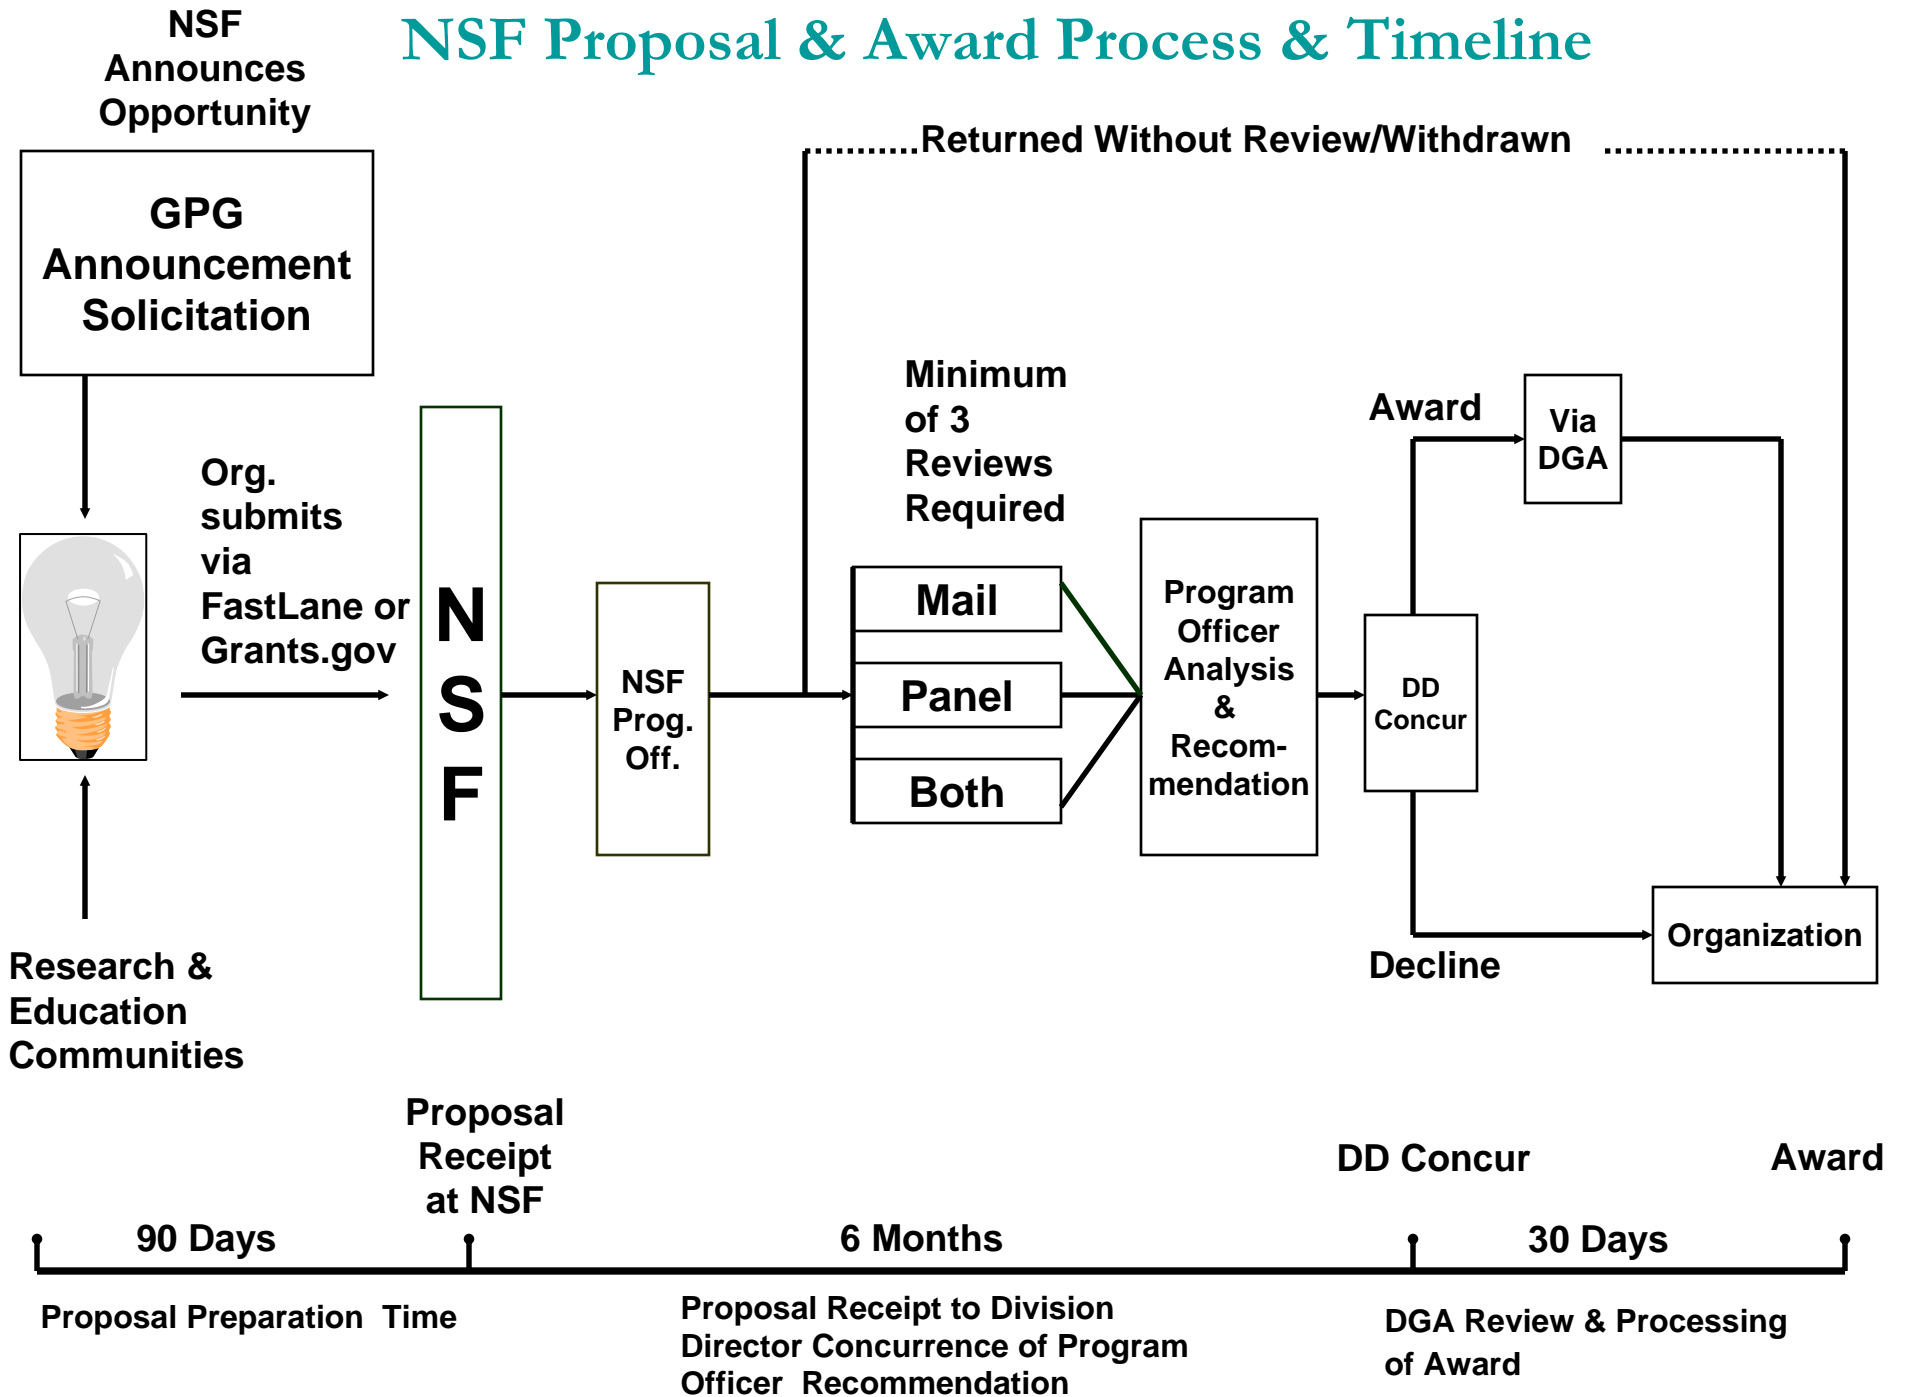 NSF Proposal & Award Process & Timeline
NSF
Announces
Opportunity
GPG
Announcement
Solicitation
Returned Without Review/Withdrawn
Org.
submits
via
FastLane or
Grants.gov
N
S
F
NSF
Prog.
Off.
Minimum
of 3
Reviews
Required
Mail
Panel
Both
Program
Officer
Analysis
&
Recom-
mendation
DD
Concur
Award
Via
DGA
Decline
Organization
Research &
Education
Communities
Proposal
Receipt
at NSF
DD Concur
Award
90 Days
6 Months
30 Days
Proposal Preparation Time
Proposal Receipt to Division
Director Concurrence of Program
Officer Recommendation
DGA Review & Processing
of Award